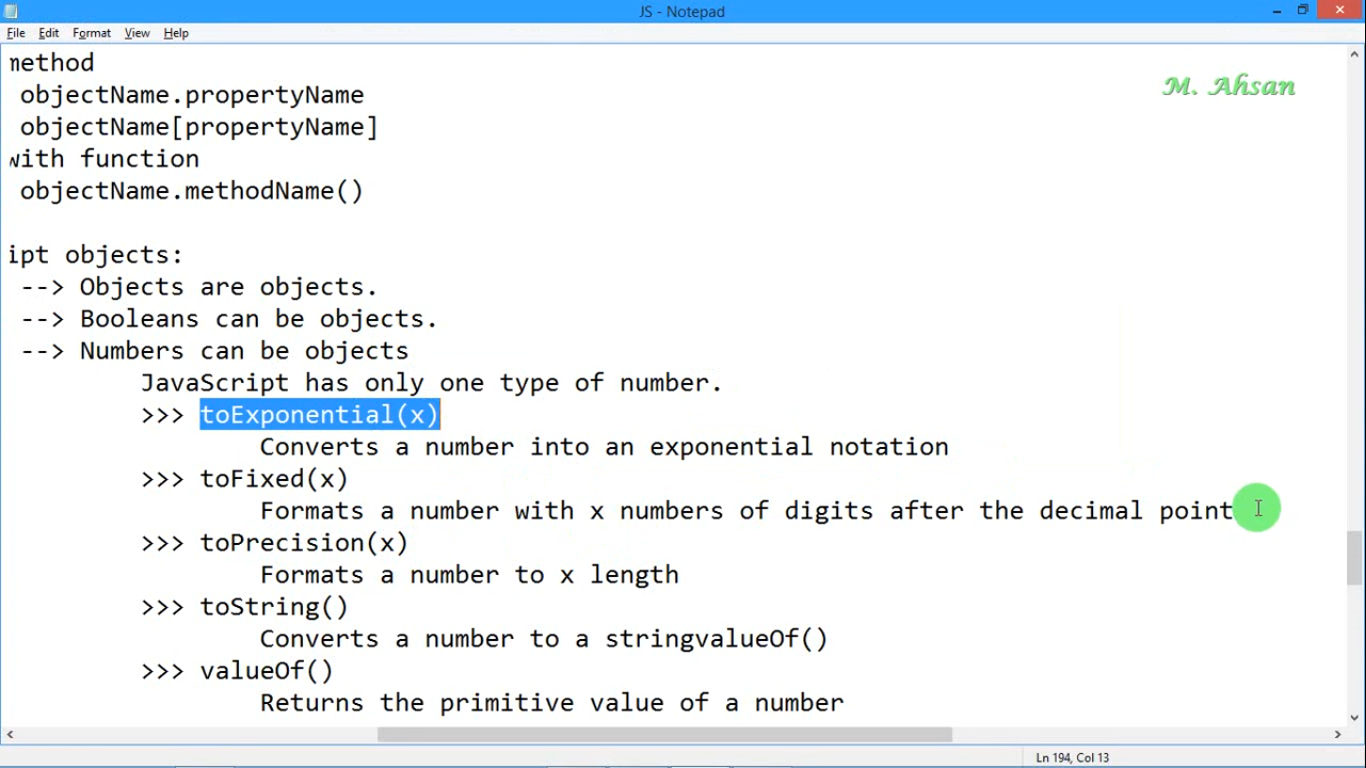 JS - Notepad
File Edit Format View Help
method
objectName.propertyName
objectName[propertyName]
with function
objectName.methodName()
ipt objects:
--> Objects are objects.
--> Booleans can be objects.
--> Numbers can be objects
JavaScript has only one type of number.
>>> toExponential(x)
Converts a number into an exponential notation
>>> toFixed(x)
Formats a number with x numbers of digits after the decimal point
>>> toPrecision(x)
Formats a number to x length
>>> toString()
Converts a number to a stringvalueOf()
>>> valueOf()
Returns the primitive value of a number
M. Ahsan
Ln 194, Col 13